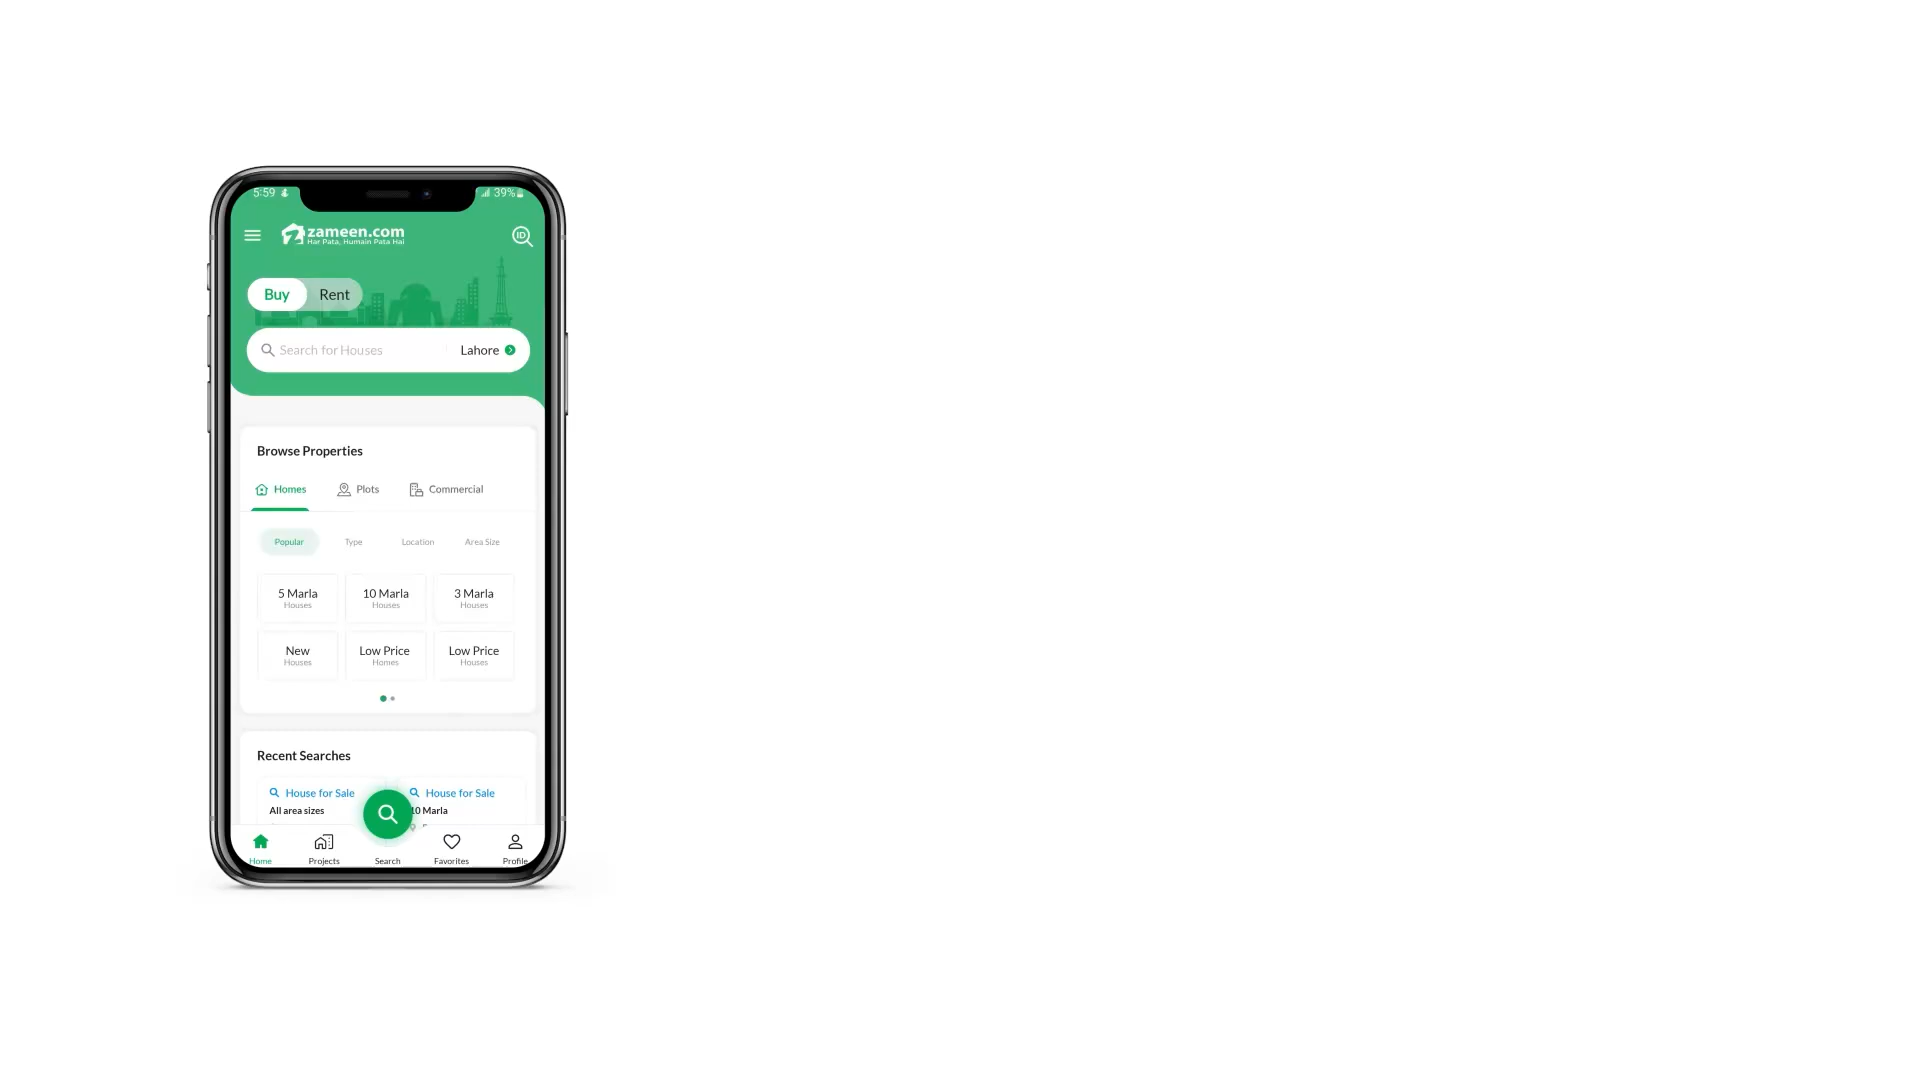 5:59
39%
zameen.com
Har Pata, Humain Pata Hai
ID
Buy Rent
Search for Houses
Lahore
Browse Properties
Homes Plots Commercial
Popular Type Location Area Size
5 Marla 10 Marla 3 Marla
Houses Houses Houses
New Low Price Low Price
Houses Homes Houses
Recent Searches
House for Sale House for Sale
All area sizes 10 Marla
Home Projects Search Favorites Profile